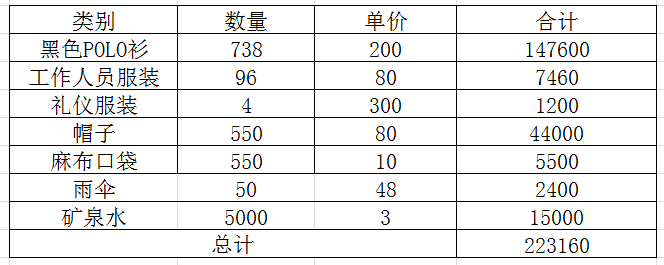 类别 数量 单价 合计
黑色POLO衫 738 200 147600
工作人员服装 96 80 7460
礼仪服装 4 300 1200
帽子 550 80 44000
麻布口袋 550 10 5500
雨伞 50 48 2400
矿泉水 5000 3 15000
总计 223160